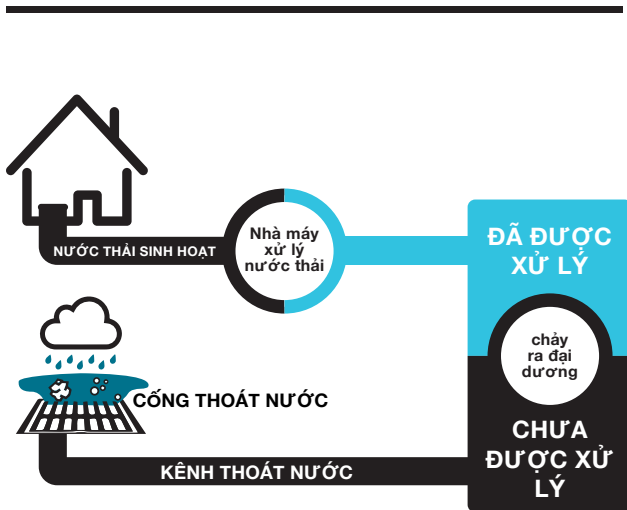 NƯỚC THẢI SINH HOẠT
Nhà máy
xử lý
nước thải
ĐÃ ĐƯỢC
XỬ LÝ
chảy
ra đại
dương
CỐNG THOÁT NƯỚC
KÊNH THOÁT NƯỚC
CHƯA
ĐƯỢC XỬ
LÝ